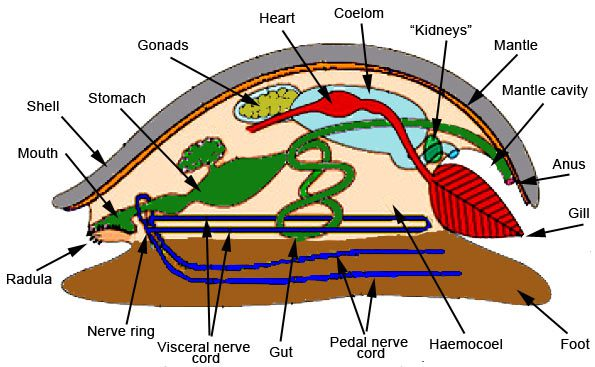 Coelom
Heart
"Kidneys"
Gonads
Mantle
Stomach
Mantle cavity
Shell
Mouth
Anus
Gill
Radula
Nerve ring
Visceral nerve
cord
Gut
Pedal nerve
cord
Haemocoel
Foot